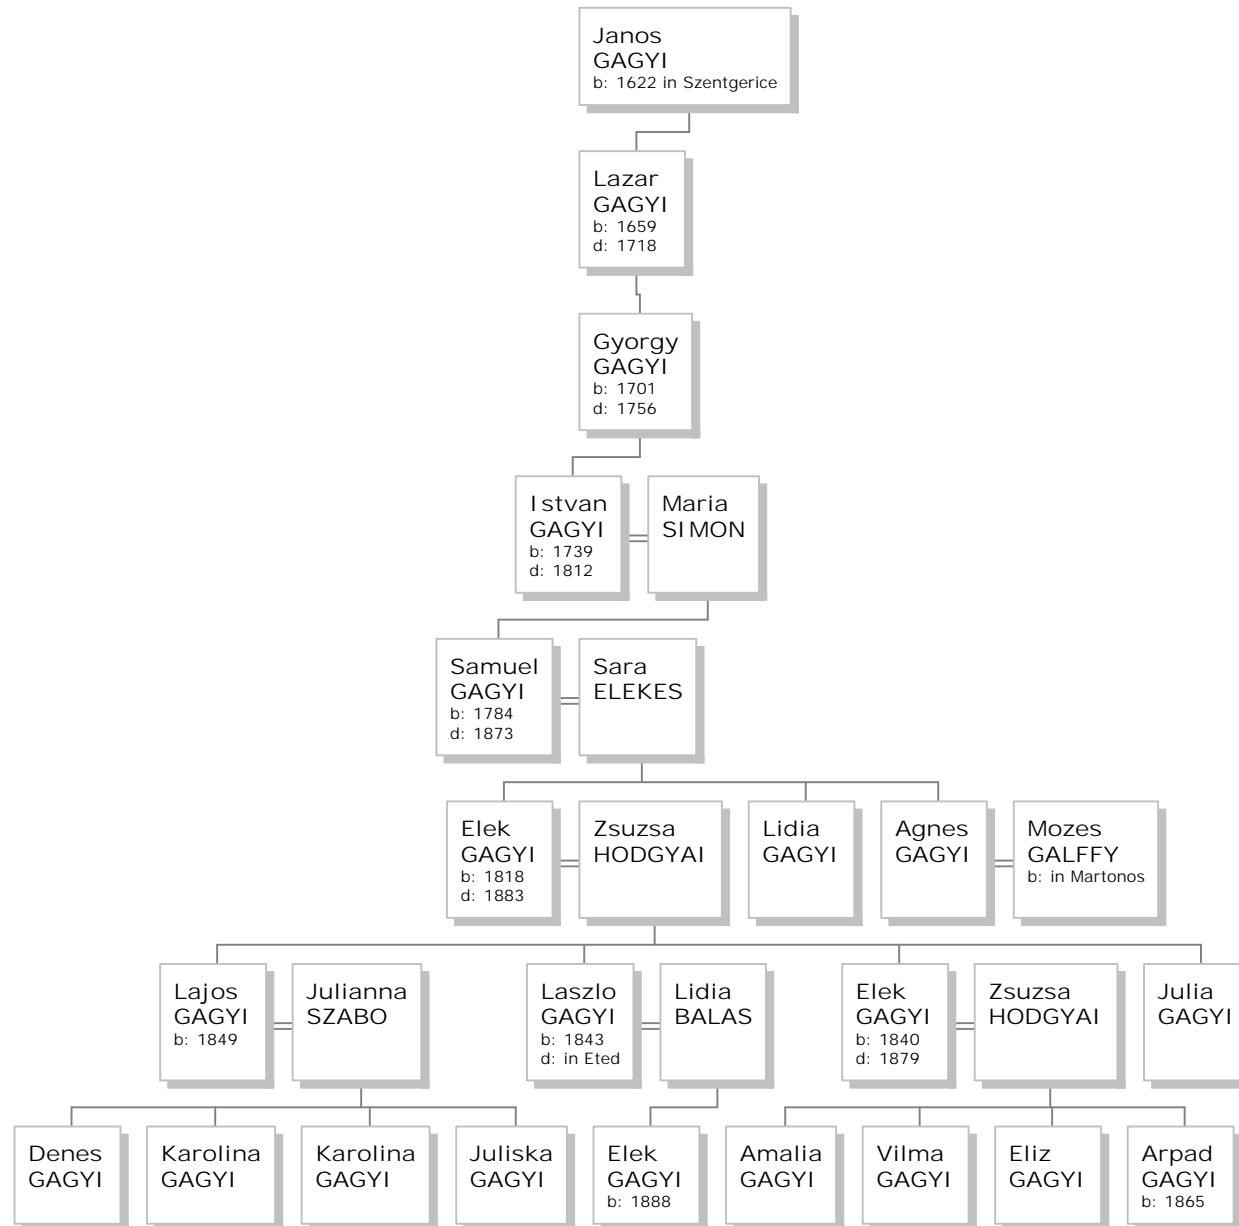 Janos
GAGYI
b: 1622 in Szentgerice
Lazar
GAGYI
b: 1659
d: 1718
Gyorgy
GAGYI
b: 1701
d: 1756
Istvan
GAGYI
b: 1739
d: 1812
Maria
SIMON
Samuel
GAGYI
b: 1784
d: 1873
Sara
ELEKES
Elek
GAGYI
b: 1818
d: 1883
Zsuzsa
HODGYAI
Lidia
GAGYI
Agnes
GAGYI
Mozes
GALFFY
b: in Martonos
Lajos
GAGYI
b: 1849
Julianna
SZABO
Laszlo
GAGYI
b: 1843
d: in Eted
Lidia
BALAS
Elek
GAGYI
b: 1840
d: 1879
Zsuzsa
HODGYAI
Julia
GAGYI
Denes
GAGYI
Karolina
GAGYI
Karolina
GAGYI
Juliska
GAGYI
Elek
GAGYI
b: 1888
Amalia
GAGYI
Vilma
GAGYI
Eliz
GAGYI
Arpad
GAGYI
b: 1865